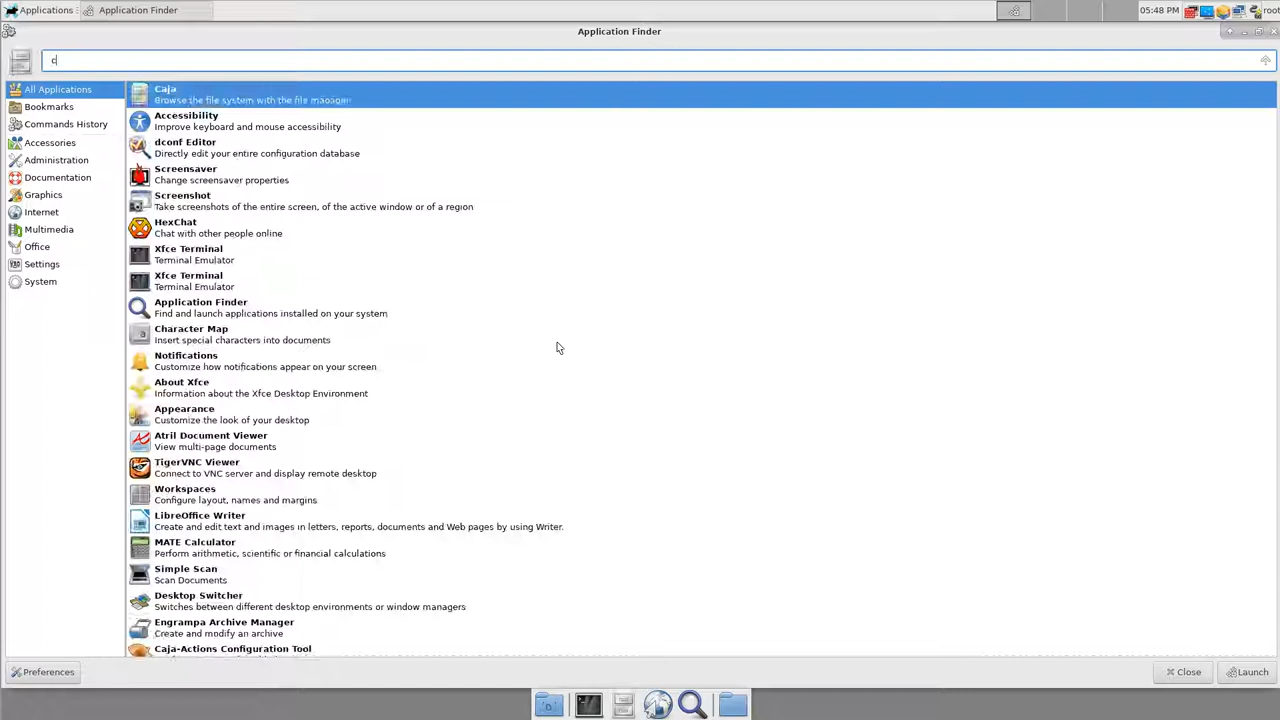 Applications
Application Finder
05:48 PM
root
Application Finder
c
All Applications
Bookmarks
Commands History
Accessories
Administration
Documentation
Graphics
Internet
Multimedia
Office
Settings
System
Caja
Browse the file system with the file manager
Accessibility
Improve keyboard and mouse accessibility
dconf Editor
Directly edit your entire configuration database
Screensaver
Change screensaver properties
Screenshot
Take screenshots of the entire screen, of the active window or of a region
HexChat
Chat with other people online
Xfce Terminal
Terminal Emulator
Xfce Terminal
Terminal Emulator
Application Finder
Find and launch applications installed on your system
Character Map
Insert special characters into documents
Notifications
Customize how notifications appear on your screen
About Xfce
Information about the Xfce Desktop Environment
Appearance
Customize the look of your desktop
Atril Document Viewer
View multi-page documents
TigerVNC Viewer
Connect to VNC server and display remote desktop
Workspaces
Configure layout, names and margins
LibreOffice Writer
Create and edit text and images in letters, reports, documents and Web pages by using Writer.
MATE Calculator
Perform arithmetic, scientific or financial calculations
Simple Scan
Scan Documents
Desktop Switcher
Switches between different desktop environments or window managers
Engrampa Archive Manager
Create and modify an archive
Caja-Actions Configuration Tool
Preferences
Close
Launch